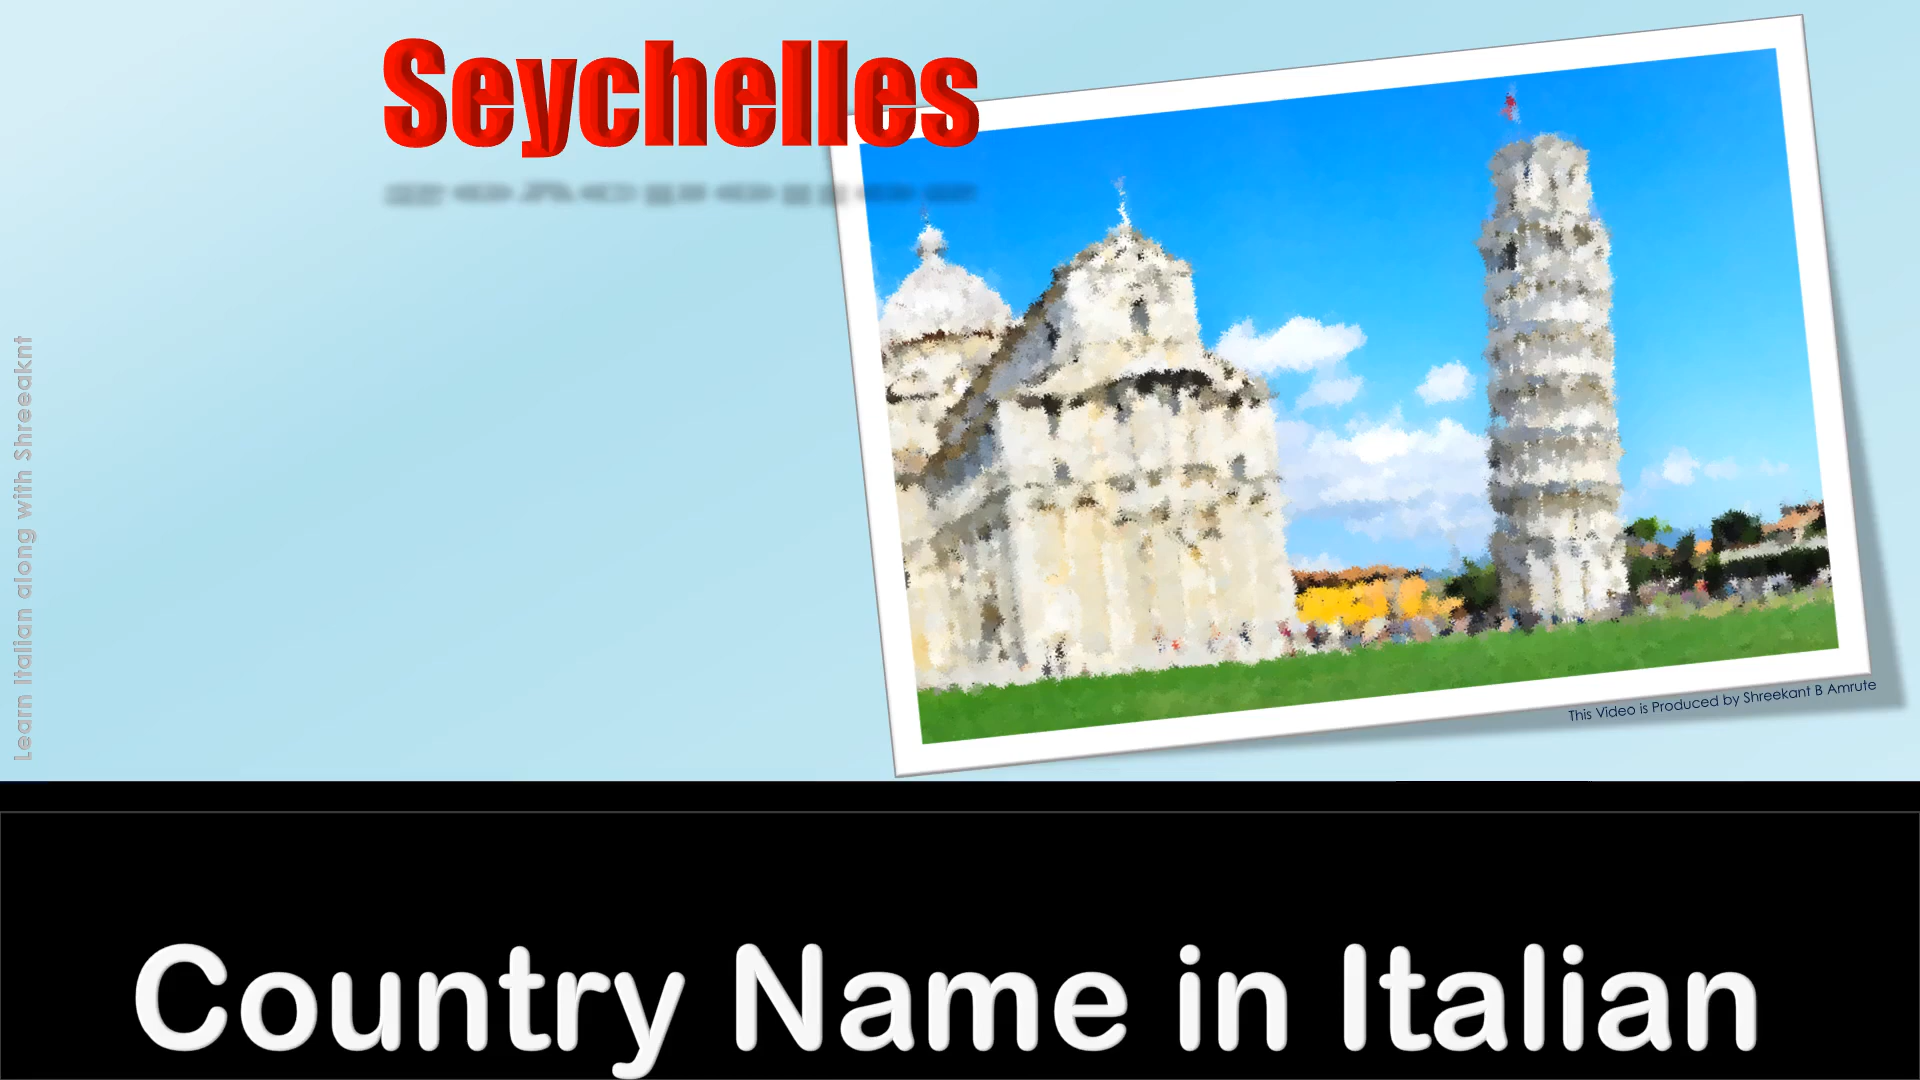 Seychelles
Learn Italian along with Shreeaknt
This Video is Produced by Shreekant B Amrute
Country Name in Italian